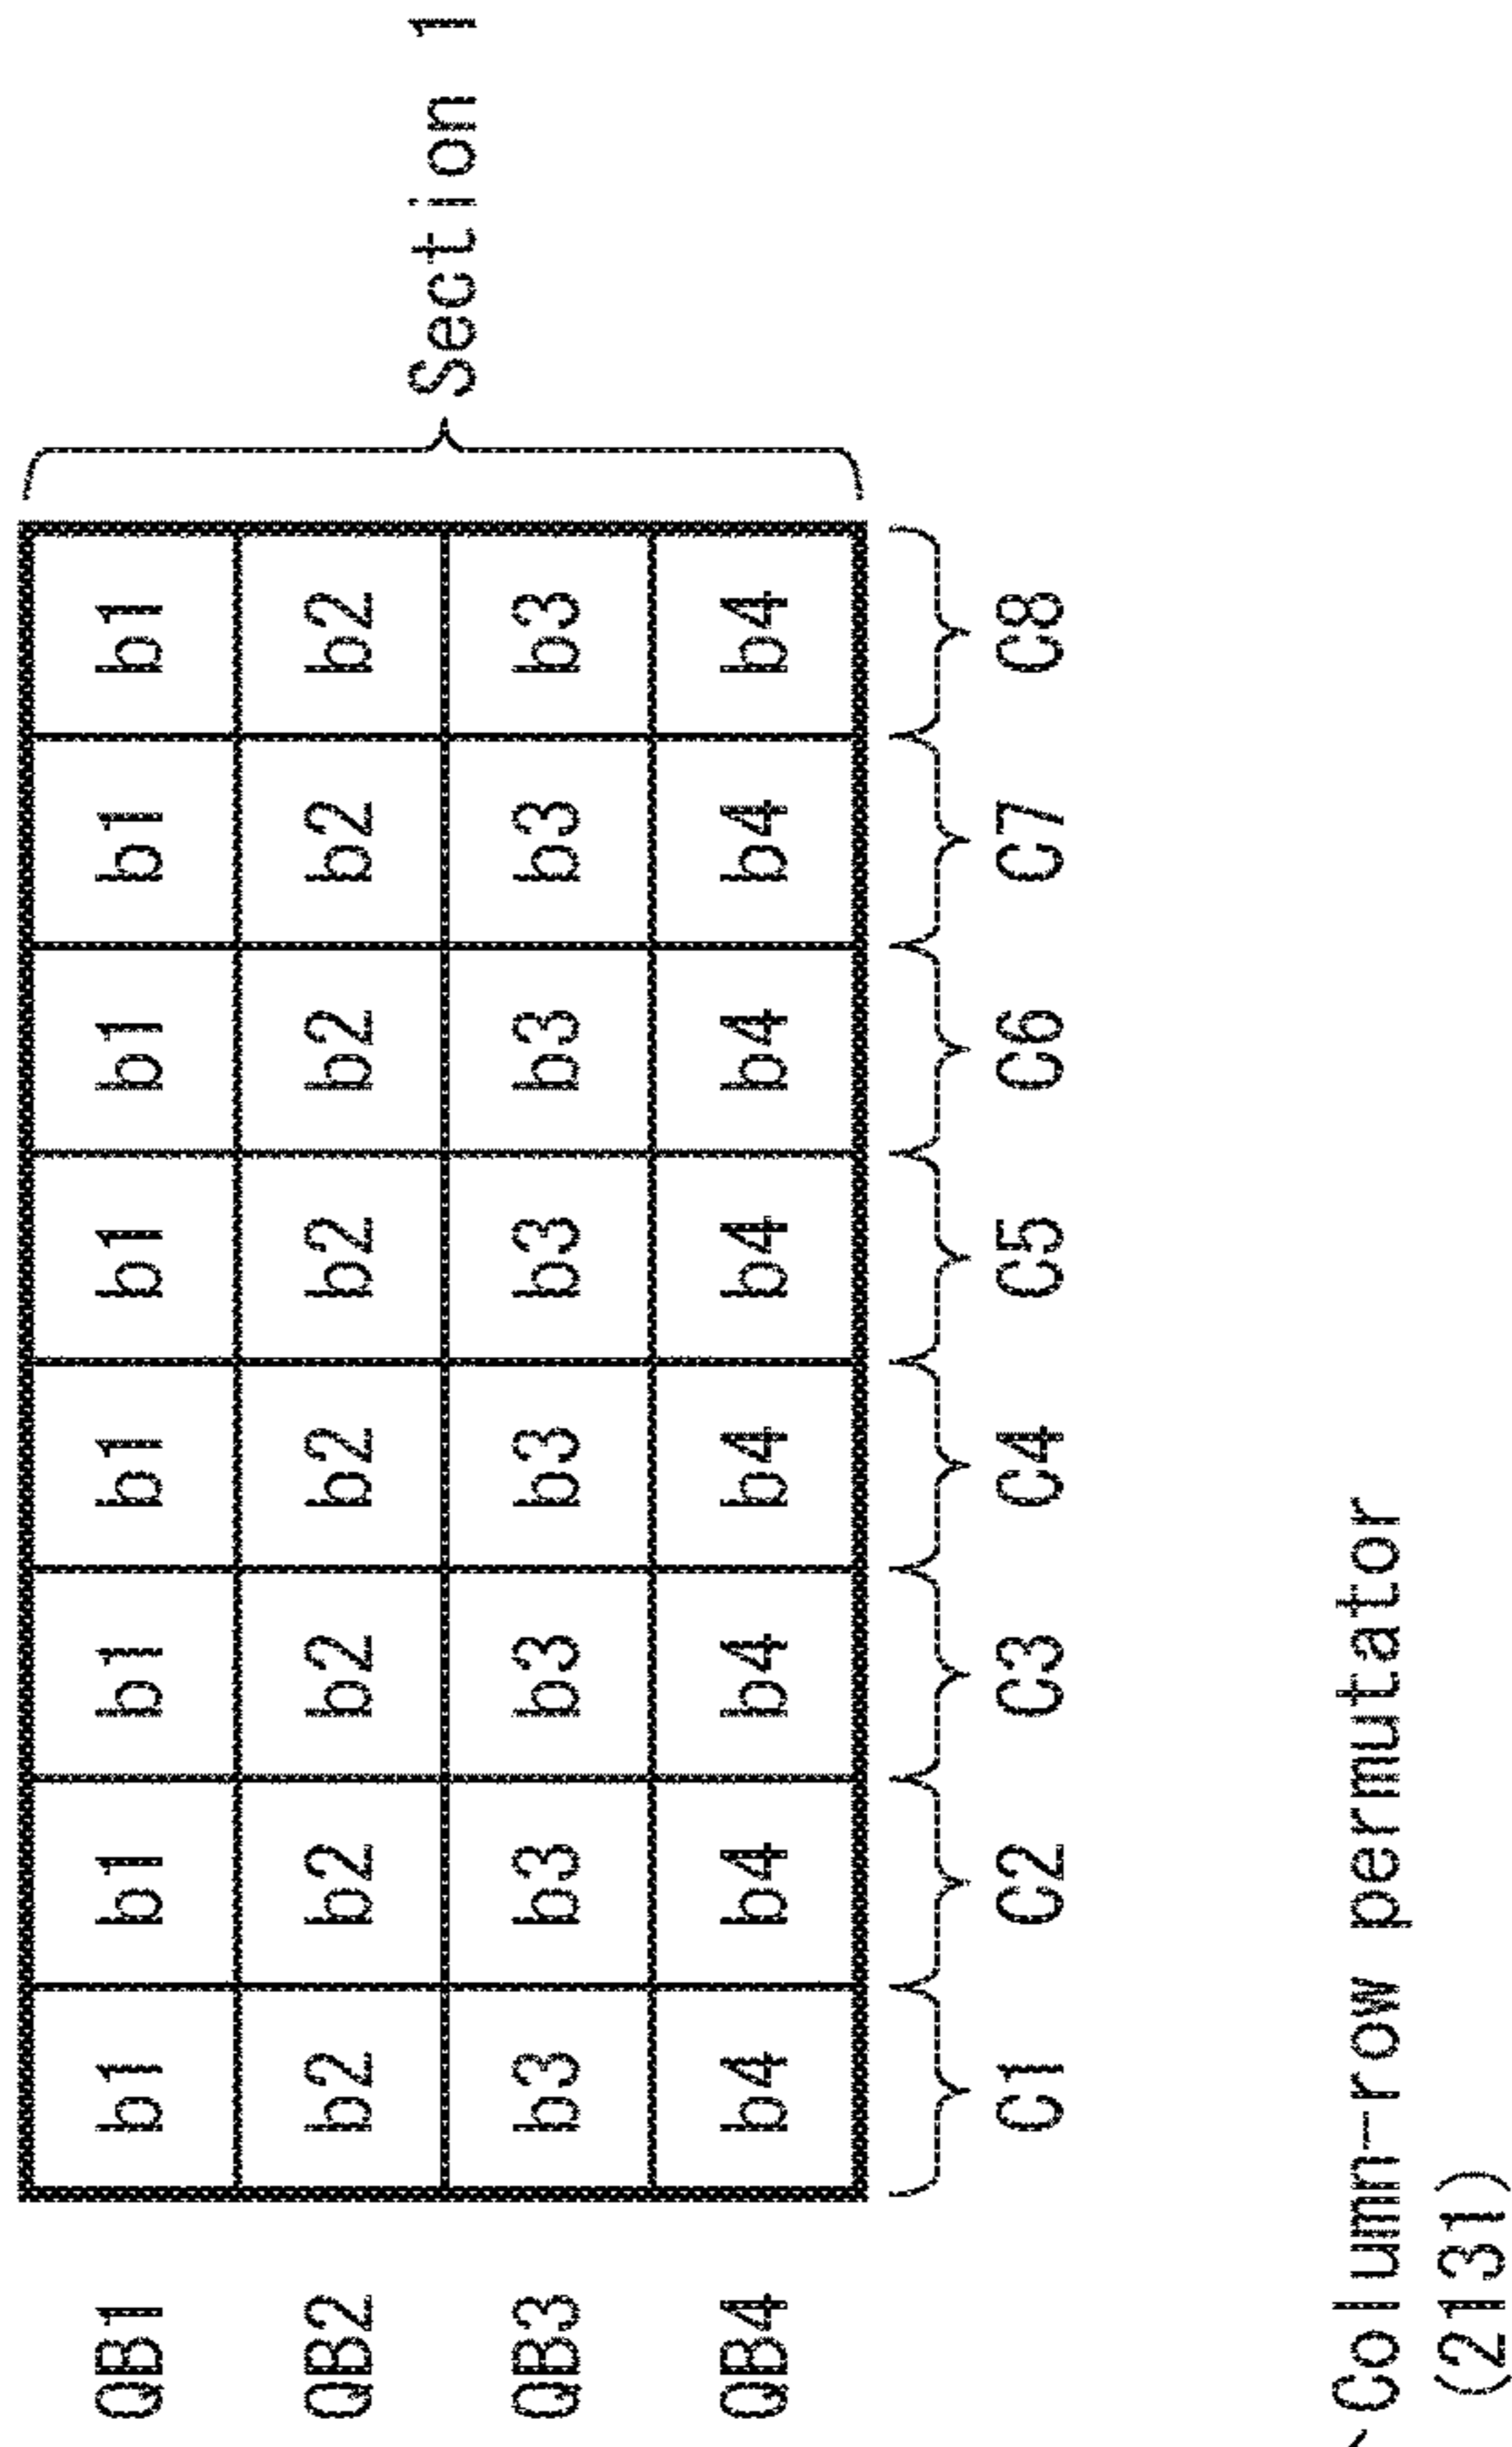 QB1 b1 b1 b1 b1 b1 b1 b1 b1
QB2 b2 b2 b2 b2 b2 b2 b2 b2
Section 1
QB3 b3 b3 b3 b3 b3 b3 b3 b3
QB4 b4 b4 b4 b4 b4 b4 b4 b4
C1 C2 C3 C4 C5 C6 C7 C8
Column-row permutator
(2131)